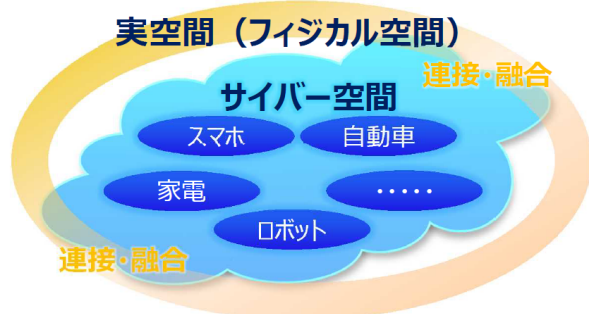 実空間（フィジカル空間）
連接・融合
サイバー空間
スマホ
自動車
家電
・・・・・
ロボット
連接・融合